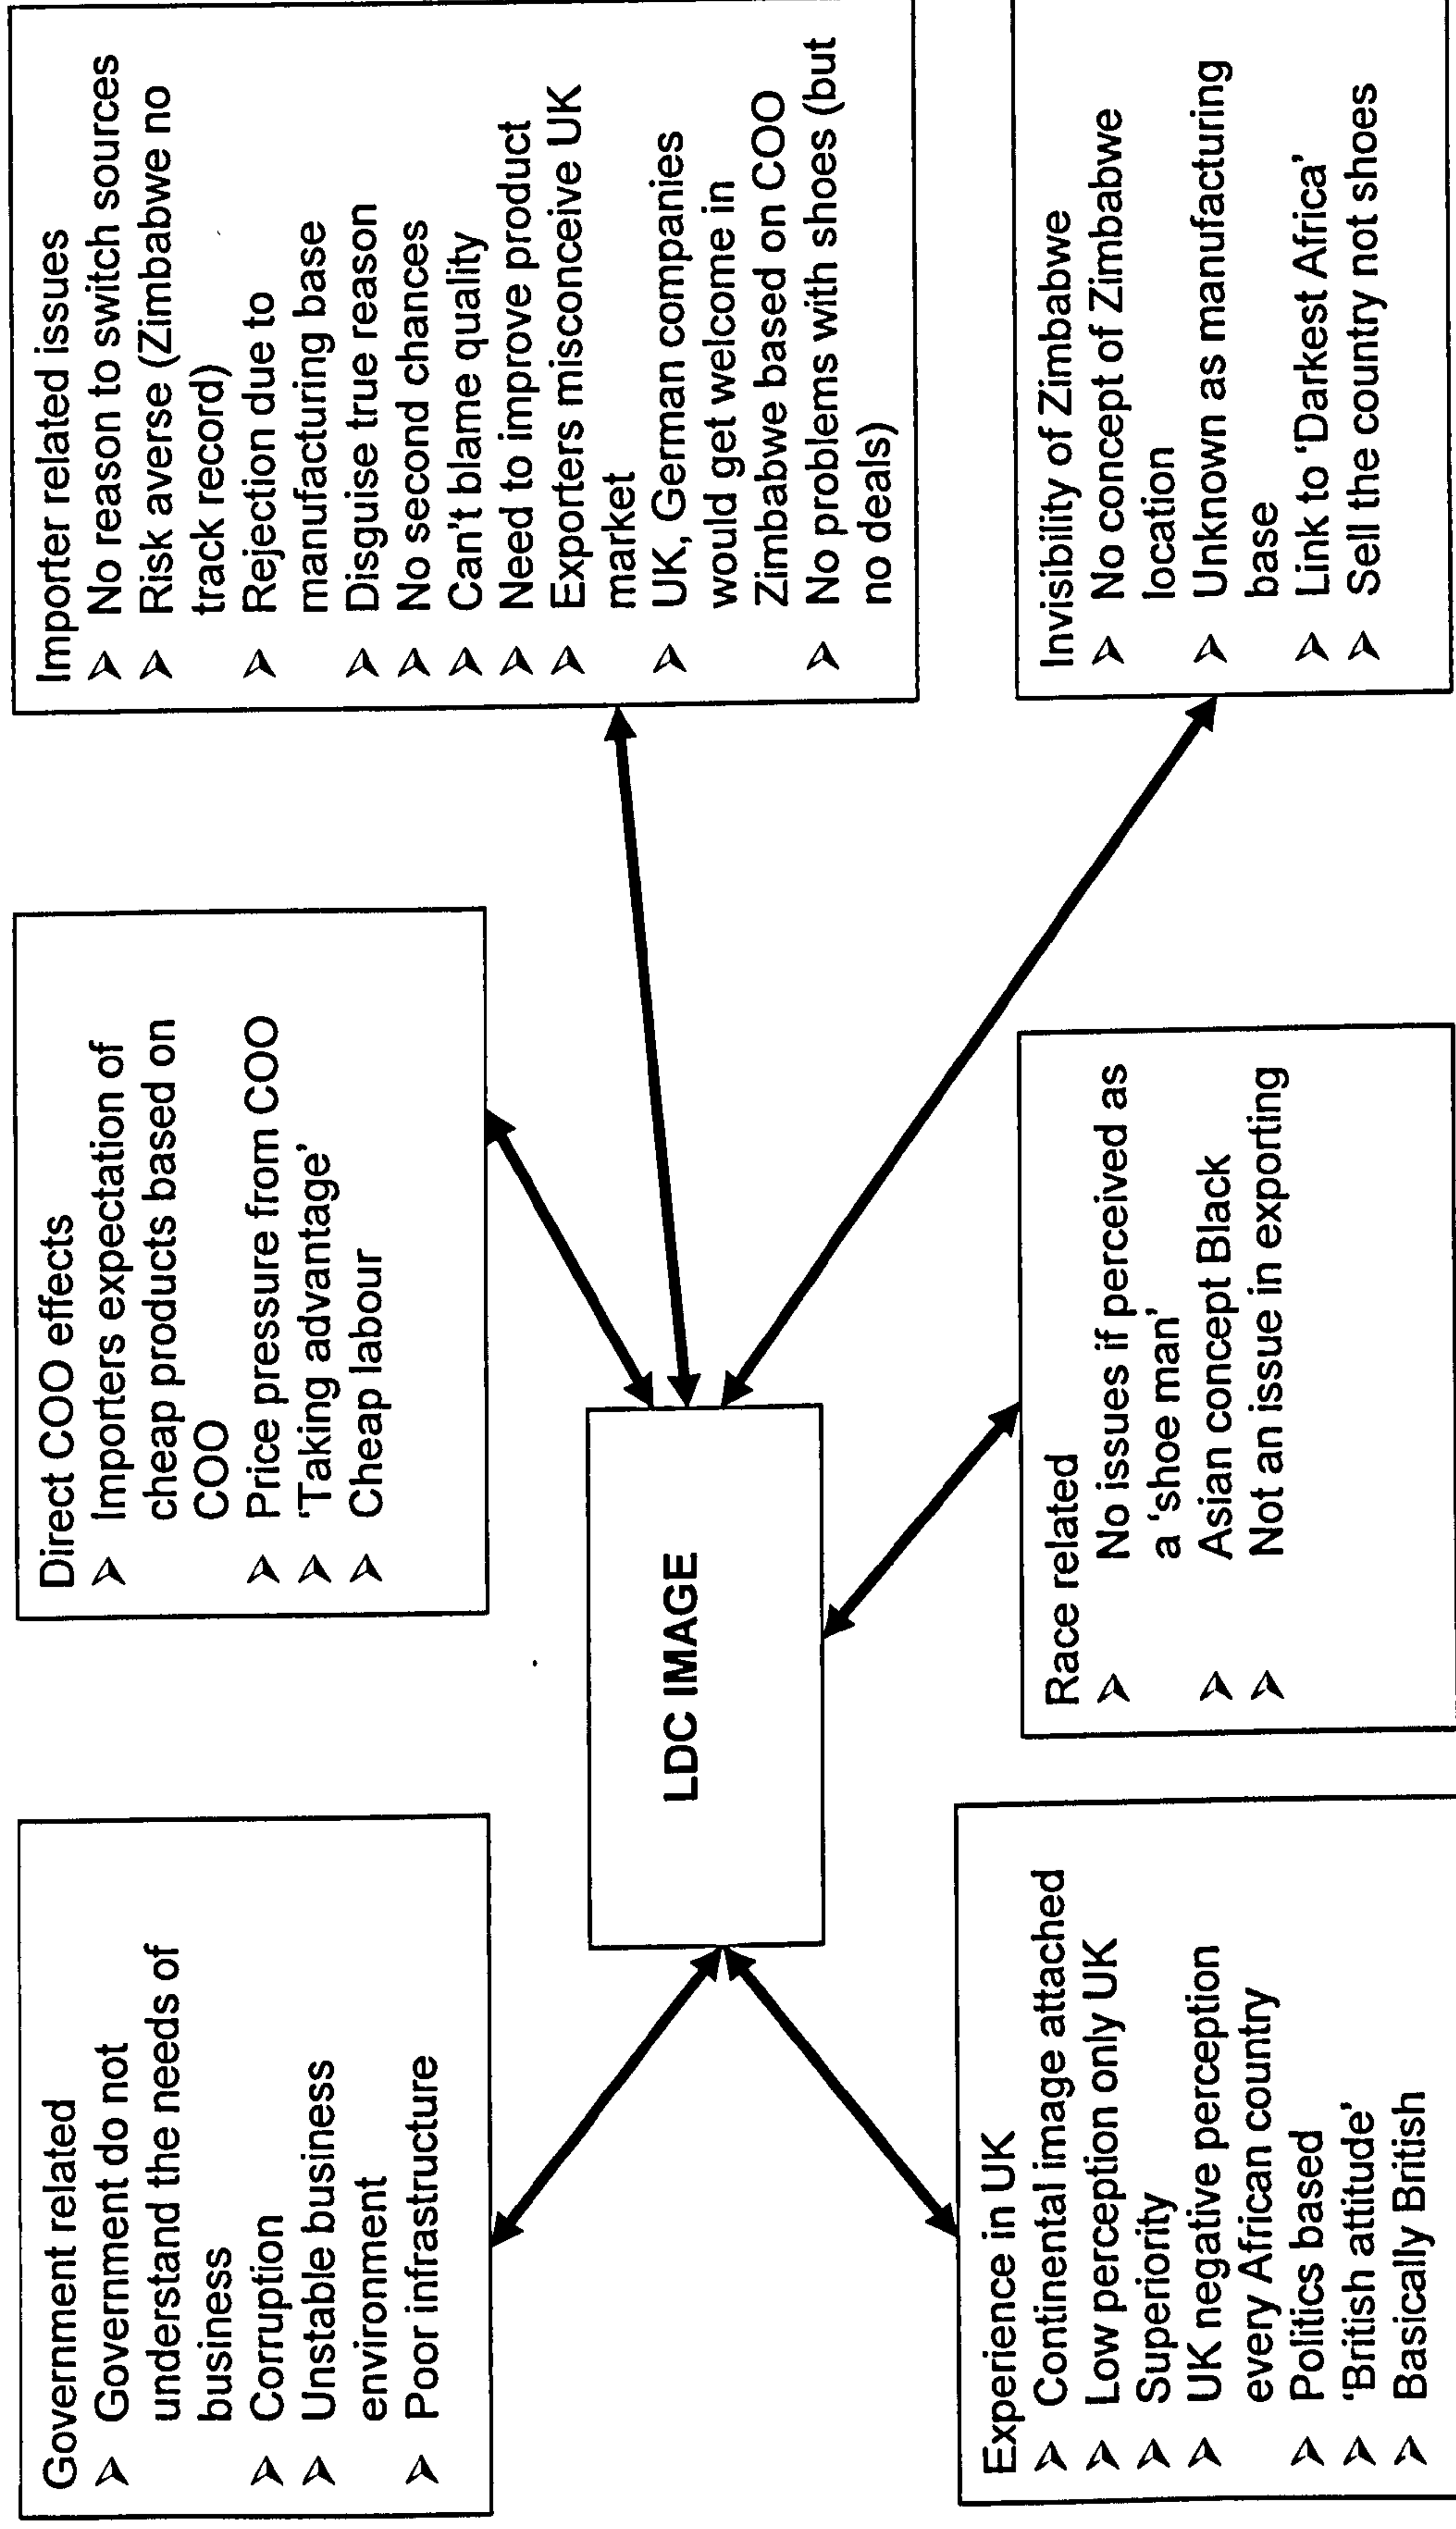 Government related
➢ Government do not
understand the needs of
business
➢ Corruption
➢ Unstable business
environment
➢ Poor infrastructure
Direct COO effects
➢ Importers expectation of
cheap products based on
COO
➢ Price pressure from COO
➢ 'Taking advantage'
➢ Cheap labour
Importer related issues
➢ No reason to switch sources
➢ Risk averse (Zimbabwe no
track record)
➢ Rejection due to
manufacturing base
➢ Disguise true reason
➢ No second chances
➢ Can't blame quality
➢ Need to improve product
➢ Exporters misconceive UK
market
➢ UK, German companies
would get welcome in
Zimbabwe based on COO
➢ No problems with shoes (but
no deals)
LDC IMAGE
Experience in UK
➢ Continental image attached
➢ Low perception only UK
➢ Superiority
➢ UK negative perception
every African country
➢ Politics based
➢ 'British attitude'
➢ Basically British
Race related
➢ No issues if perceived as
a 'shoe man'
➢ Asian concept Black
➢ Not an issue in exporting
Invisibility of Zimbabwe
➢ No concept of Zimbabwe
location
➢ Unknown as manufacturing
base
➢ Link to 'Darkest Africa'
➢ Sell the country not shoes